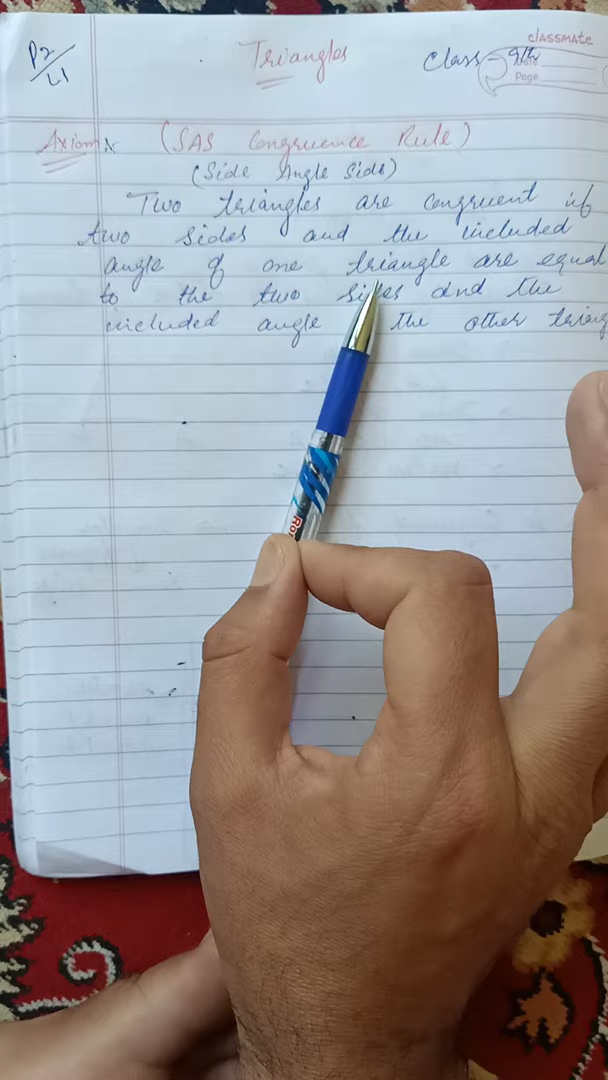 P2/L1
Triangles
Class - 9th
classmate
Date
Page
Axiom :- (SAS Congruence Rule)
(Side Angle Side)
Two triangles are congruent if
two sides and the included
angle of one triangle are equal
to the two sides and the
included angle the other triang
Ro